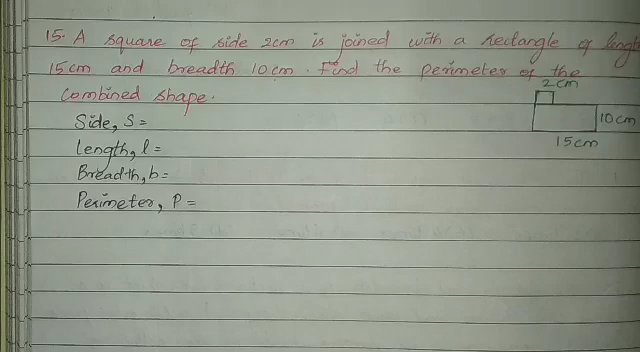 15. A square of side 2cm is joined with a rectangle of length
15cm and breadth 10cm. Find the perimeter of the
combined shape.
2cm
10cm
15cm
Side, S =
Length, l =
Breadth, b =
Perimeter, P =